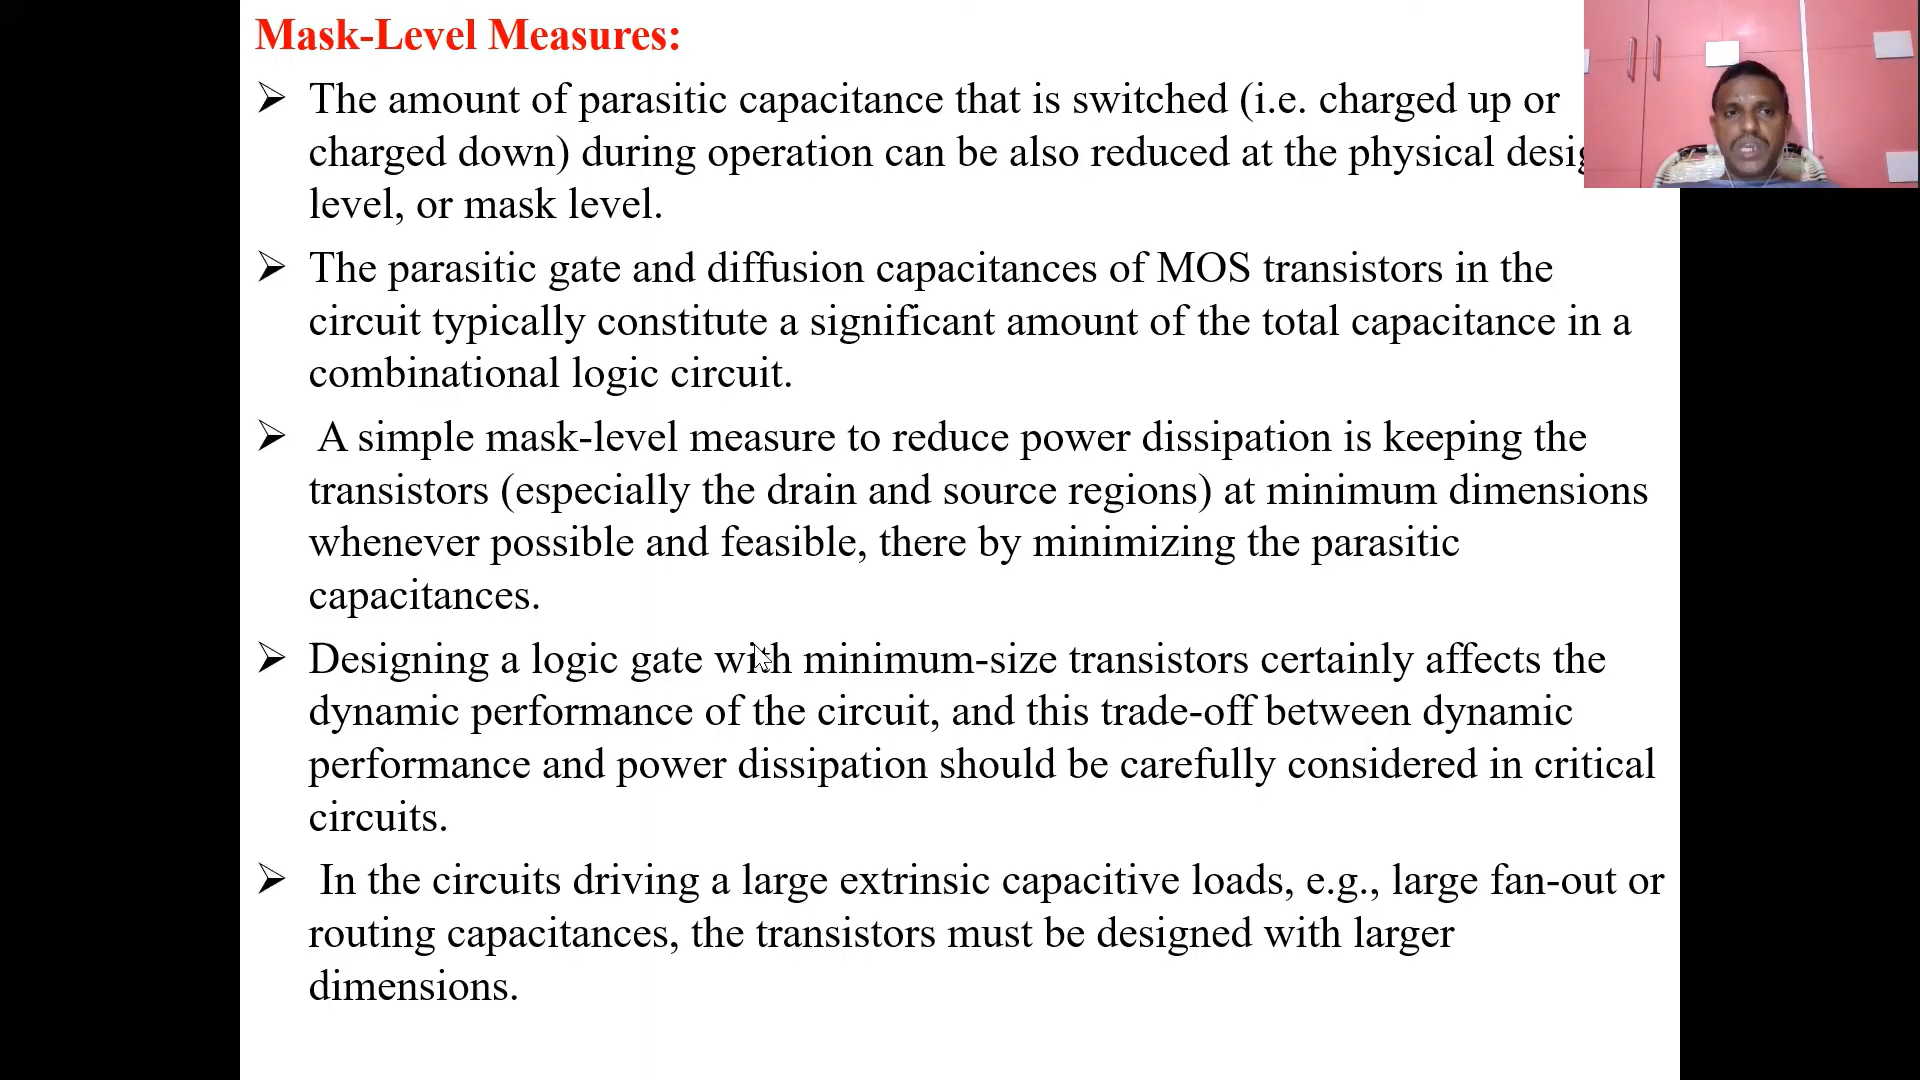 Mask-Level Measures:
➢ The amount of parasitic capacitance that is switched (i.e. charged up or
charged down) during operation can be also reduced at the physical
level, or mask level.
➢ The parasitic gate and diffusion capacitances of MOS transistors in the
circuit typically constitute a significant amount of the total capacitance in a
combinational logic circuit.
➢ A simple mask-level measure to reduce power dissipation is keeping the
transistors (especially the drain and source regions) at minimum dimensions
whenever possible and feasible, there by minimizing the parasitic
capacitances.
➢ Designing a logic gate with minimum-size transistors certainly affects the
dynamic performance of the circuit, and this trade-off between dynamic
performance and power dissipation should be carefully considered in critical
circuits.
➢ In the circuits driving a large extrinsic capacitive loads, e.g., large fan-out or
routing capacitances, the transistors must be designed with larger
dimensions.